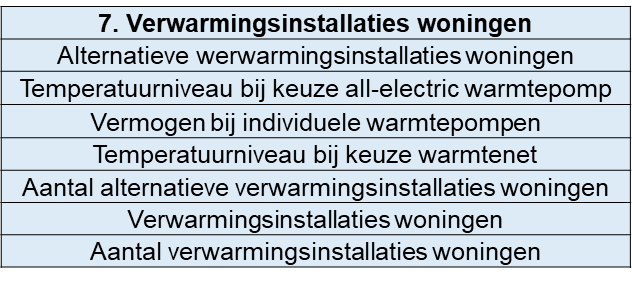 7. Verwarmingsinstallaties woningen
Alternatieve werwarmingsinstallaties woningen
Temperatuurniveau bij keuze all-electric warmtepomp
Vermogen bij individuele warmtepompen
Temperatuurniveau bij keuze warmtenet
Aantal alternatieve verwarmingsinstallaties woningen
Verwarmingsinstallaties woningen
Aantal verwarmingsinstallaties woningen